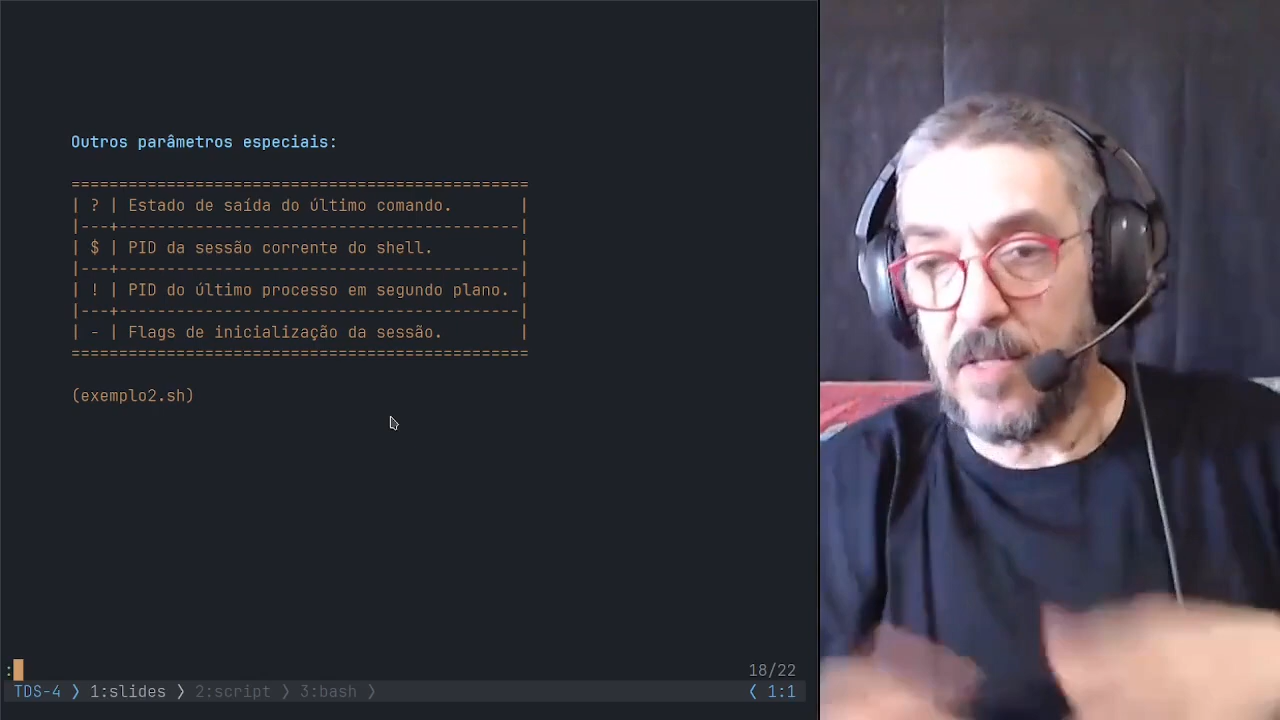 Outros parâmetros especiais:
================================================
| ? | Estado de saída do último comando.       |
|---+------------------------------------------|
| $ | PID da sessão corrente do shell.         |
|---+------------------------------------------|
| ! | PID do último processo em segundo plano. |
|---+------------------------------------------|
| - | Flags de inicialização da sessão.        |
================================================
(exemplo2.sh)
: 18/22
TDS-4 ❯ 1:slides ❯ 2:script ❯ 3:bash ❯ ❮ 1:1